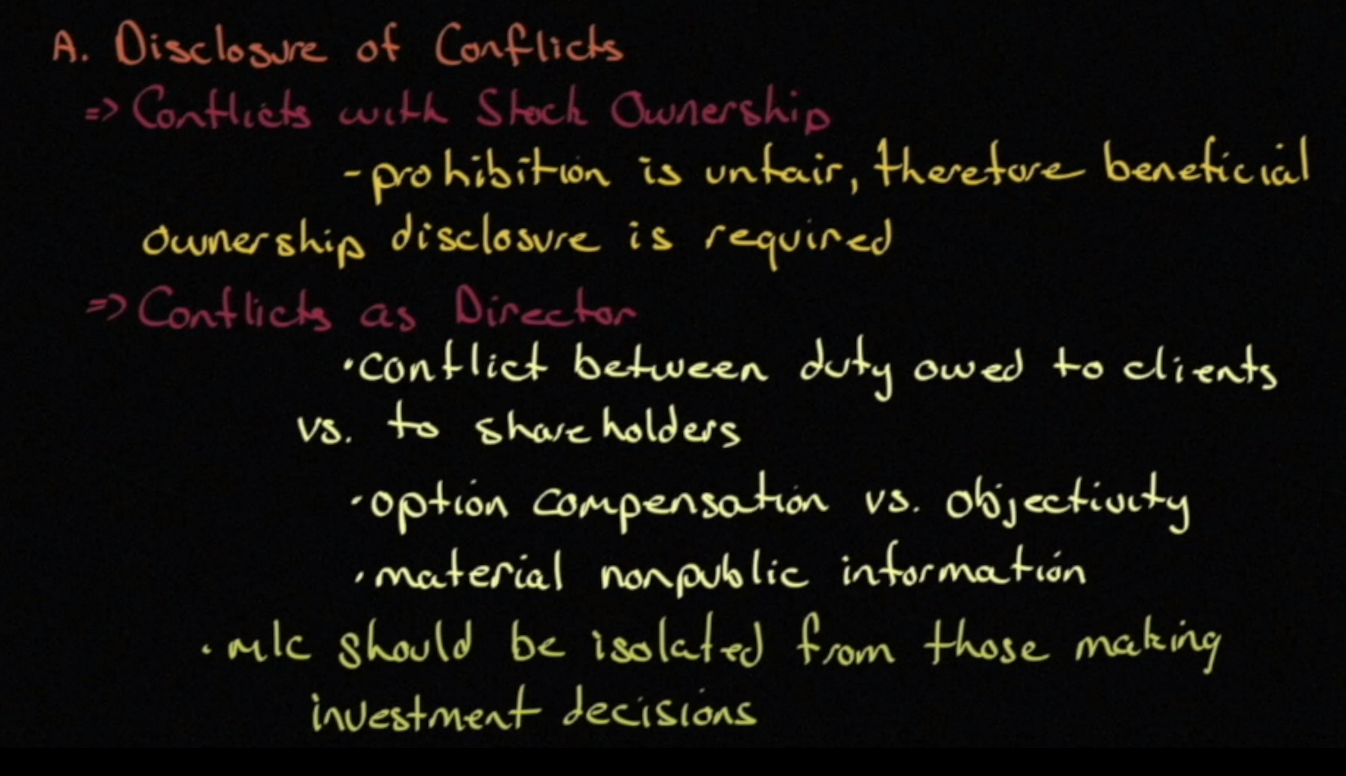 A. Disclosure of Conflicts
=> Conflicts with Stock Ownership
- prohibition is unfair, therefore beneficial
ownership disclosure is required
=> Conflicts as Director
· conflict between duty owed to clients
vs. to shareholders
· option compensation vs. objectivity
· material nonpublic information
· M/C should be isolated from those making
investment decisions